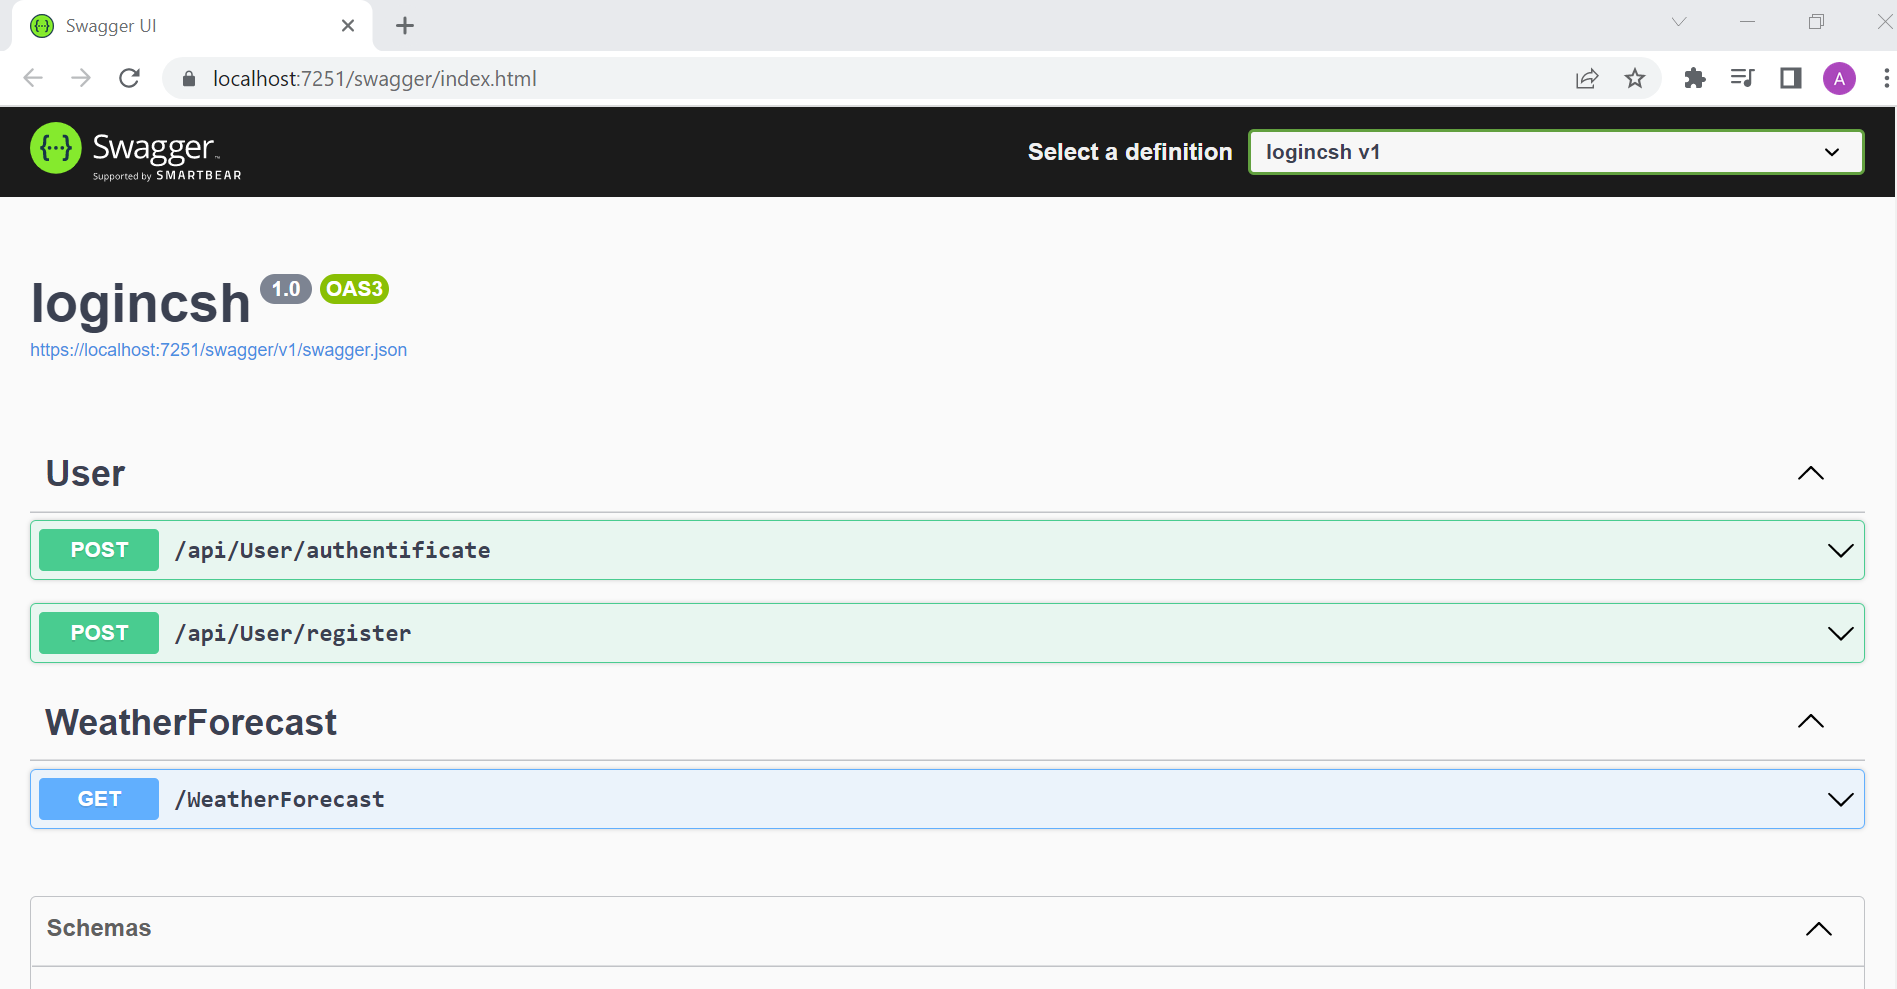 Swagger UI
localhost:7251/swagger/index.html
A
{···} Swagger™
Supported by SMARTBEAR
Select a definition
logincsh v1
logincsh 1.0 OAS3
https://localhost:7251/swagger/v1/swagger.json
User
POST /api/User/authentificate
POST /api/User/register
WeatherForecast
GET /WeatherForecast
Schemas